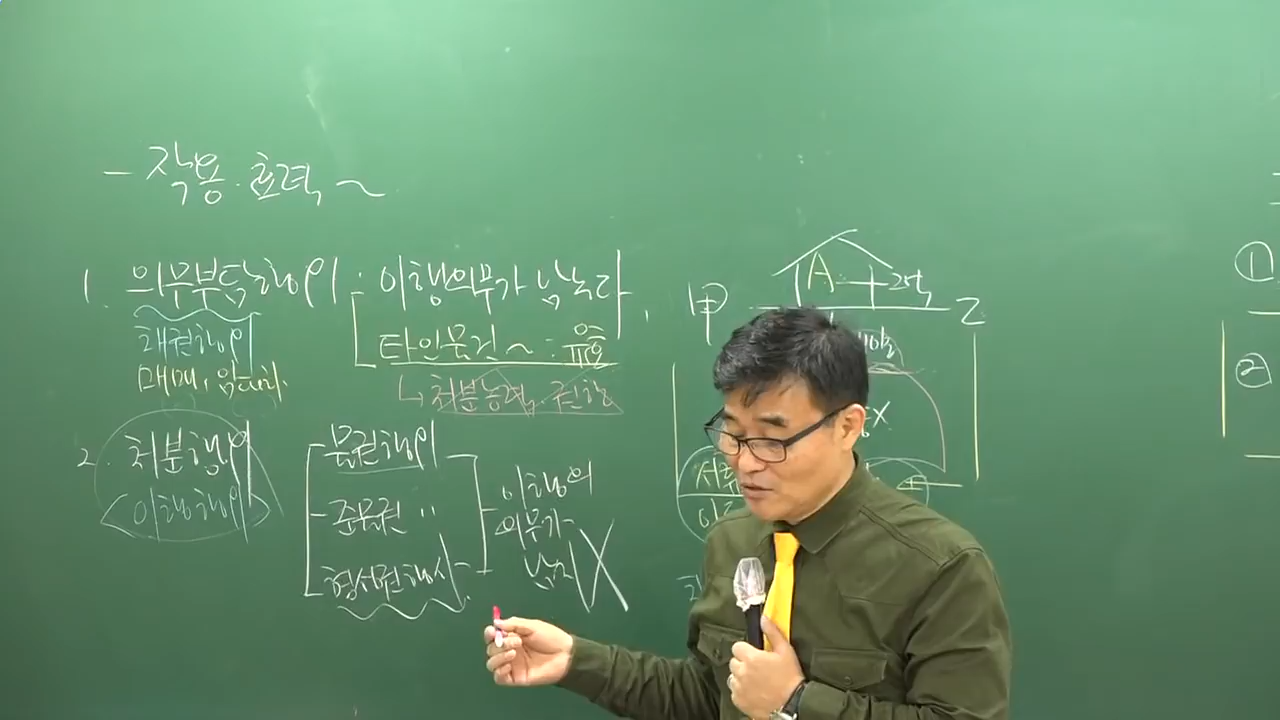 - 작용·효력 ~
1. 의무부담행위 : 이행의무가 남는다.
채권행위
타인물건 ~ : 유효
매매, 임대차.
↳ 처분능력, 권한
2. 처분행위
이행행위
물권행위
준물권 "
형성권행사
이행의
의무가
남 X
甲
A
乙
①
②